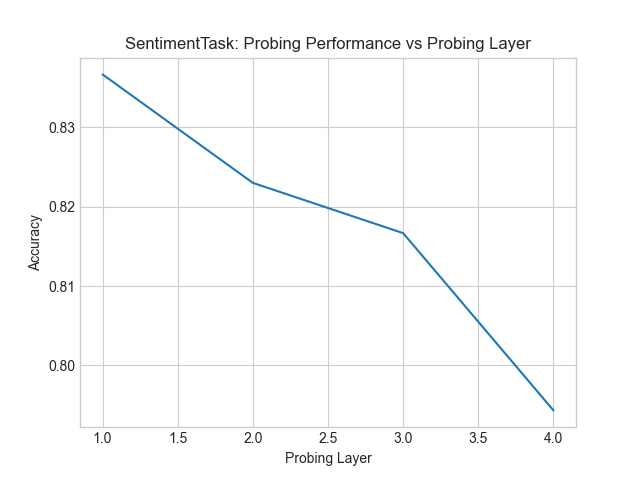 SentimentTask: Probing Performance vs Probing Layer
Accuracy
0.83
0.82
0.81
0.80
1.0 1.5 2.0 2.5 3.0 3.5 4.0
Probing Layer